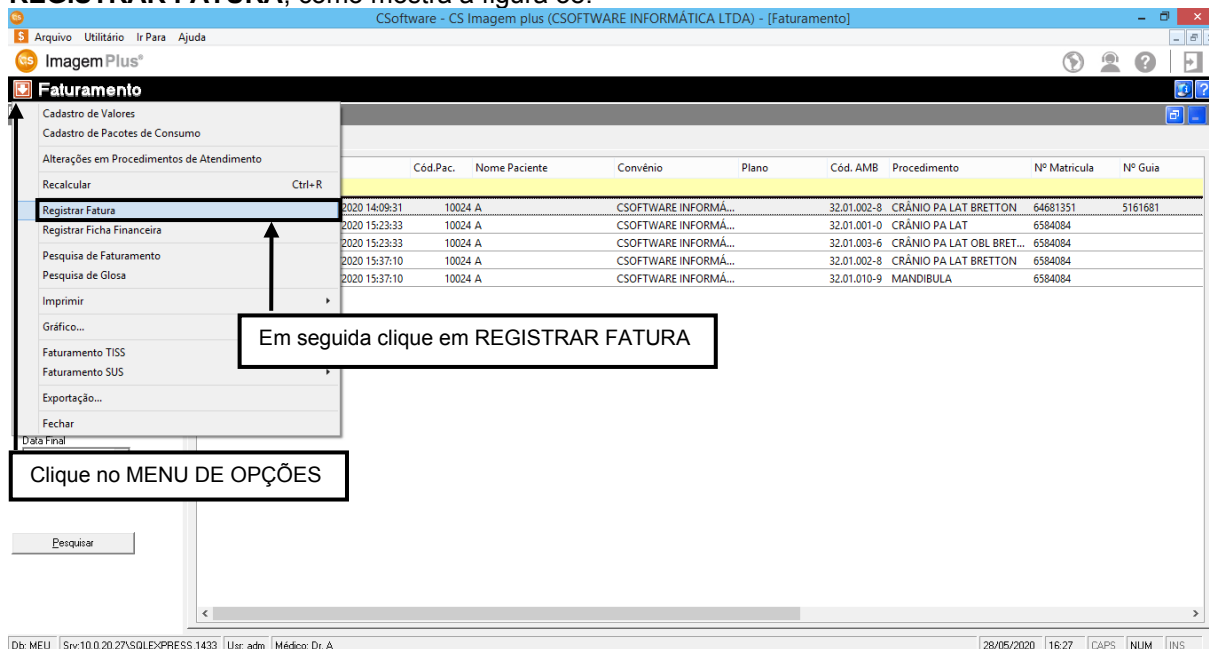 REGISTRAR FATURA, como mostra a figura
CSoftware - CS Imagem plus (CSOFTWARE INFORMÁTICA LTDA) - [Faturamento]
Arquivo Utilitário Ir Para Ajuda
Imagem Plus®
Faturamento
Cadastro de Valores
Cadastro de Pacotes de Consumo
Alterações em Procedimentos de Atendimento
Recalcular Ctrl+R
Registrar Fatura
Registrar Ficha Financeira
Pesquisa de Faturamento
Pesquisa de Glosa
Imprimir
Gráfico...
Faturamento TISS
Faturamento SUS
Exportação...
Fechar
Cód.Pac. Nome Paciente Convênio Plano Cód. AMB Procedimento Nº Matricula Nº Guia
2020 14:09:31 10024 A CSOFTWARE INFORMÁ... 32.01.002-8 CRÂNIO PA LAT BRETTON 64681351 5161681
2020 15:23:33 10024 A CSOFTWARE INFORMÁ... 32.01.001-0 CRÂNIO PA LAT 6584084
2020 15:23:33 10024 A CSOFTWARE INFORMÁ... 32.01.003-6 CRÂNIO PA LAT OBL BRET... 6584084
2020 15:37:10 10024 A CSOFTWARE INFORMÁ... 32.01.002-8 CRÂNIO PA LAT BRETTON 6584084
2020 15:37:10 10024 A CSOFTWARE INFORMÁ... 32.01.010-9 MANDIBULA 6584084
Em seguida clique em REGISTRAR FATURA
Data Final
Clique no MENU DE OPÇÕES
Pesquisar
Db: MEU Srv:10.0.20.27\SQLEXPRESS,1433 Usr: adm Médico: Dr. A 28/05/2020 16:27 CAPS NUM INS